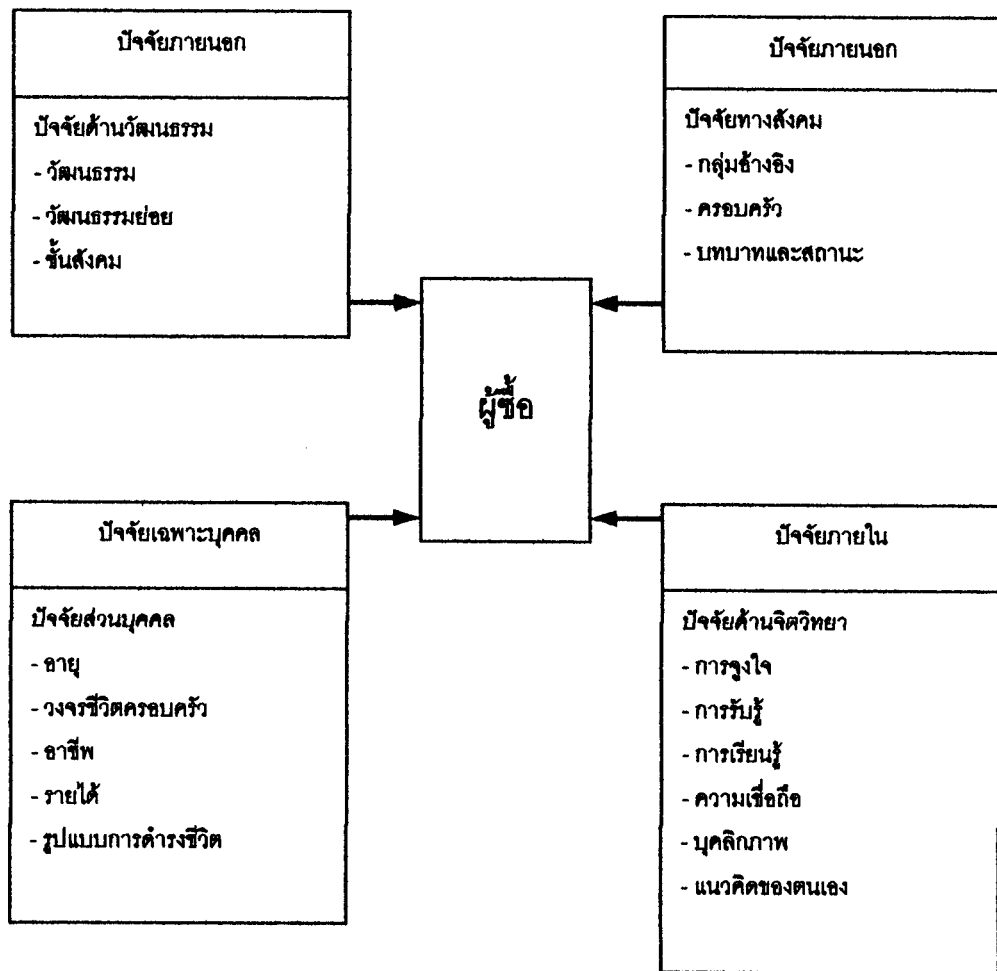 ปัจจัยภายนอก
ปัจจัยด้านวัฒนธรรม
- วัฒนธรรม
- วัฒนธรรมย่อย
- ชั้นสังคม
ปัจจัยภายนอก
ปัจจัยทางสังคม
- กลุ่มอ้างอิง
- ครอบครัว
- บทบาทและสถานะ
ผู้ซื้อ
ปัจจัยเฉพาะบุคคล
ปัจจัยส่วนบุคคล
- อายุ
- วงจรชีวิตครอบครัว
- อาชีพ
- รายได้
- รูปแบบการดำรงชีวิต
ปัจจัยภายใน
ปัจจัยด้านจิตวิทยา
- การจูงใจ
- การรับรู้
- การเรียนรู้
- ความเชื่อถือ
- บุคลิกภาพ
- แนวคิดของตนเอง